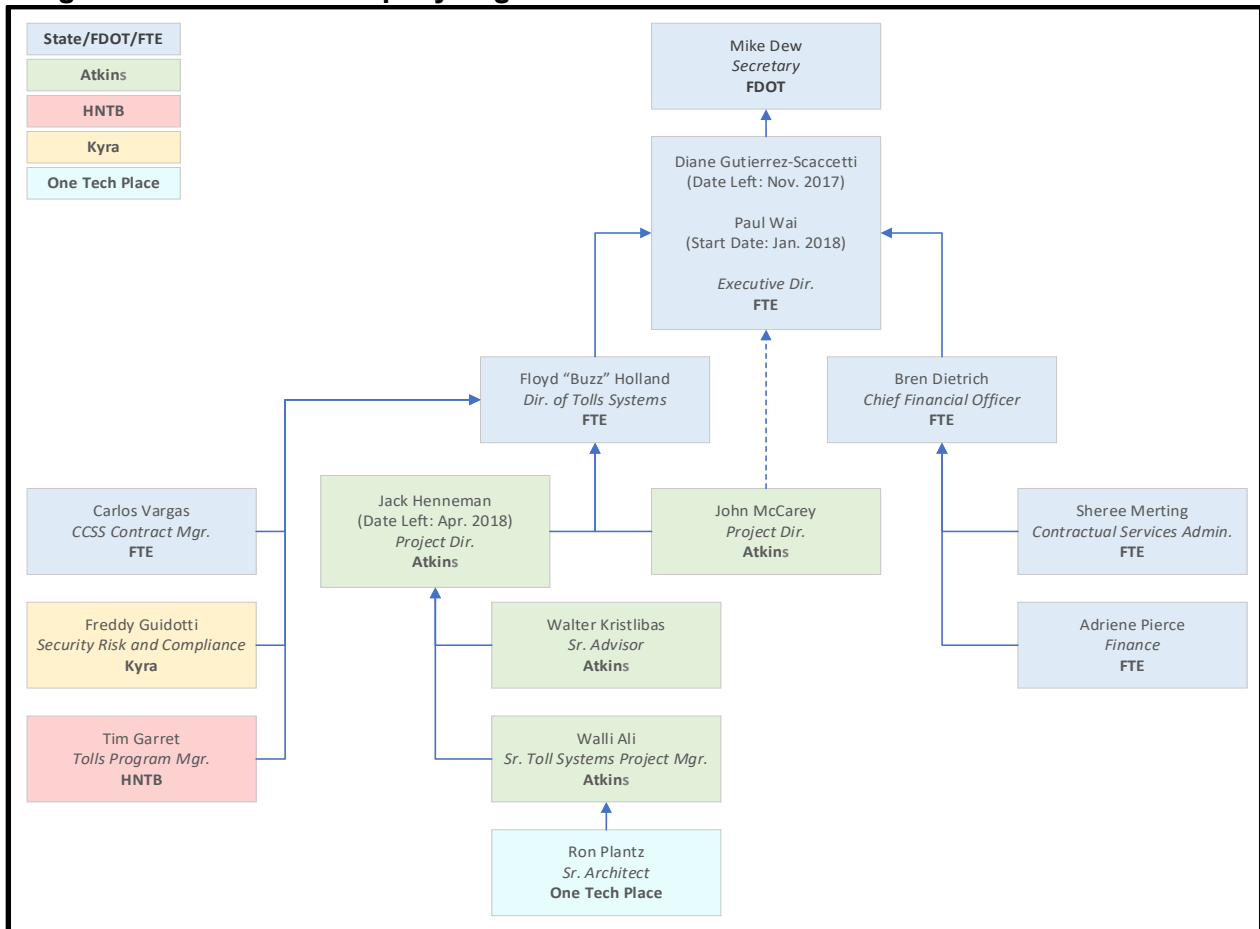 State/FDOT/FTE
Atkins
HNTB
Kyra
One Tech Place
Mike Dew
Secretary
FDOT
Diane Gutierrez-Scaccetti
(Date Left: Nov. 2017)
Paul Wai
(Start Date: Jan. 2018)
Executive Dir.
FTE
Floyd “Buzz” Holland
Dir. of Tolls Systems
FTE
Bren Dietrich
Chief Financial Officer
FTE
Carlos Vargas
CCSS Contract Mgr.
FTE
Jack Henneman
(Date Left: Apr. 2018)
Project Dir.
Atkins
John McCarey
Project Dir.
Atkins
Sheree Merting
Contractual Services Admin.
FTE
Freddy Guidotti
Security Risk and Compliance
Kyra
Walter Kristlibas
Sr. Advisor
Atkins
Adriene Pierce
Finance
FTE
Tim Garret
Tolls Program Mgr.
HNTB
Walli Ali
Sr. Toll Systems Project Mgr.
Atkins
Ron Plantz
Sr. Architect
One Tech Place